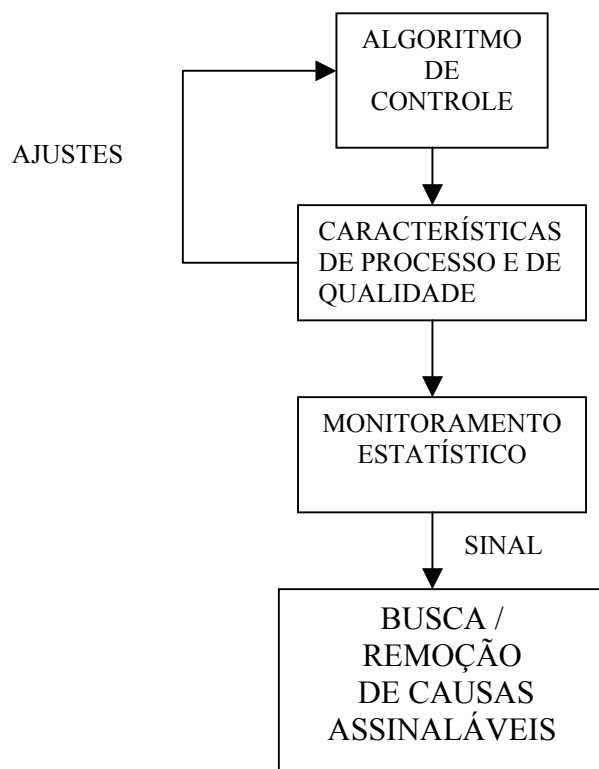 ALGORITMO
DE
CONTROLE
AJUSTES
CARACTERÍSTICAS
DE PROCESSO E DE
QUALIDADE
MONITORAMENTO
ESTATÍSTICO
SINAL
BUSCA /
REMOÇÃO
DE CAUSAS
ASSINALÁVEIS